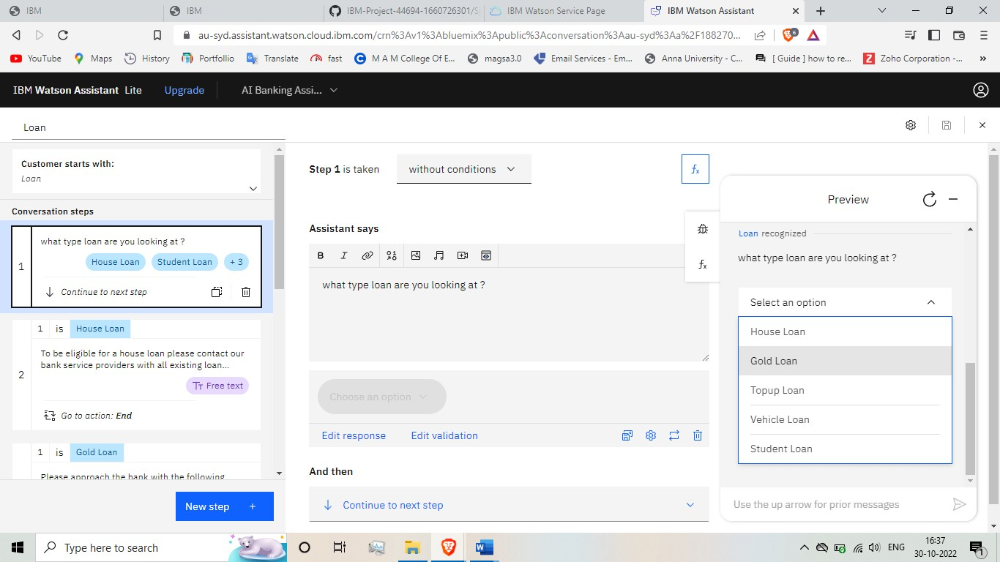 IBM
IBM
IBM-Project-44694-1660726301/Sp
IBM Watson Service Page
IBM Watson Assistant
au-syd.assistant.watson.cloud.ibm.com/crn%3Av1%3Abluemix%3Apublic%3Aconversation%3Aau-syd%3Aa%2F188270...
6
YouTube
Maps
History
Portfollio
Translate
fast
M A M College Of E...
magsa3.0
Email Services - Em...
Anna University - C...
[ Guide ] how to re...
Zoho Corporation -...
IBM Watson Assistant Lite
Upgrade
AI Banking Assi...
Loan
Customer starts with:
Loan
Conversation steps
1
what type loan are you looking at ?
House Loan
Student Loan
+ 3
Continue to next step
2
1 is House Loan
To be eligible for a house loan please contact our
bank service providers with all existing loan...
Free text
Go to action: End
1 is Gold Loan
Please approach the bank with the following
New step +
Step 1 is taken
without conditions
fx
Assistant says
B I
what type loan are you looking at ?
Choose an option
Edit response
Edit validation
And then
Continue to next step
fx
Preview
Loan recognized
what type loan are you looking at ?
Select an option
House Loan
Gold Loan
Topup Loan
Vehicle Loan
Student Loan
Use the up arrow for prior messages
Type here to search
ENG
16:37
30-10-2022
1